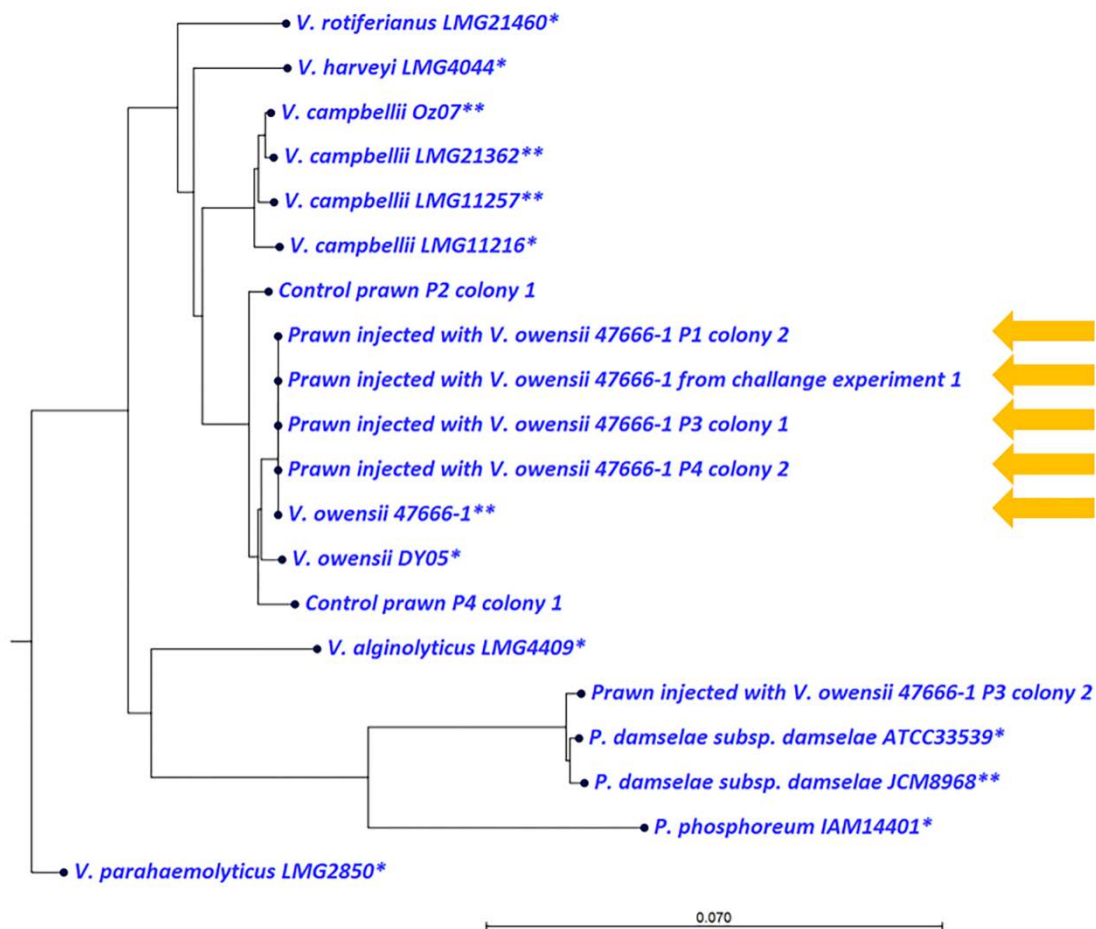 V. rotiferianus LMG21460*
V. harveyi LMG4044*
V. campbellii Oz07**
V. campbellii LMG21362**
V. campbellii LMG11257**
V. campbellii LMG11216*
Control prawn P2 colony 1
Prawn injected with V. owensii 47666-1 P1 colony 2
Prawn injected with V. owensii 47666-1 from challange experiment 1
Prawn injected with V. owensii 47666-1 P3 colony 1
Prawn injected with V. owensii 47666-1 P4 colony 2
V. owensii 47666-1**
V. owensii DY05*
Control prawn P4 colony 1
V. alginolyticus LMG4409*
Prawn injected with V. owensii 47666-1 P3 colony 2
P. damselae subsp. damselae ATCC33539*
P. damselae subsp. damselae JCM8968**
P. phosphoreum IAM14401*
V. parahaemolyticus LMG2850*
0.070